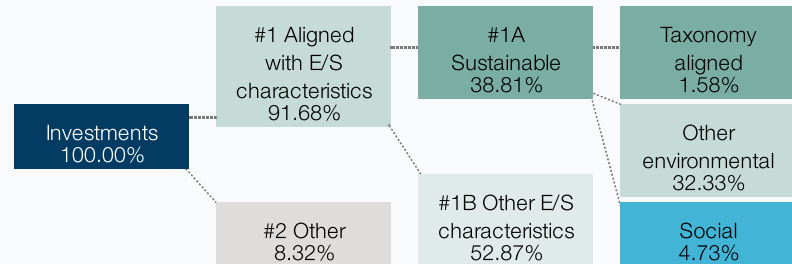 Investments
100.00%
#1 Aligned
with E/S
characteristics
91.68%
#2 Other
8.32%
#1A
Sustainable
38.81%
#1B Other E/S
characteristics
52.87%
Taxonomy
aligned
1.58%
Other
environmental
32.33%
Social
4.73%